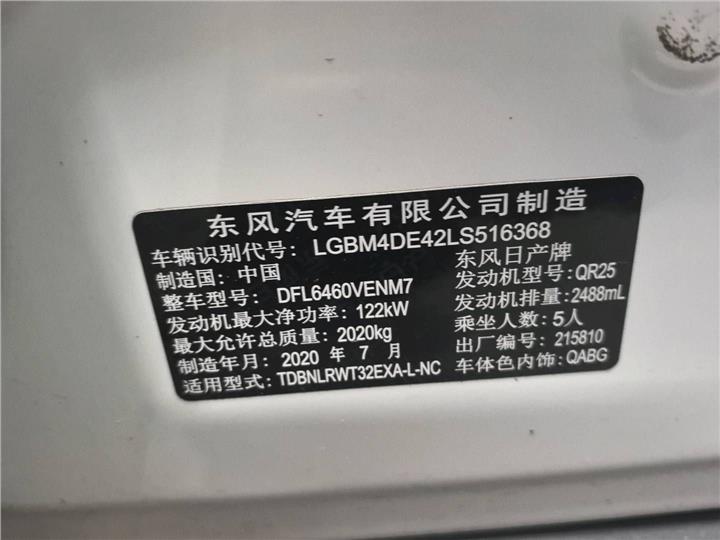 东风汽车有限公司制造
车辆识别代号: LGBM4DE42LS516368
制造国: 中国 东风日产牌
整车型号: DFL6460VENM7 发动机型号: QR25
发动机最大净功率: 122kW 发动机排量: 2488mL
最大允许总质量: 2020kg 乘坐人数: 5人
制造年月: 2020 年 7 月 出厂编号: 215810
适用型式: TDBNLRWT32EXA-L-NC 车体色内饰: QABG